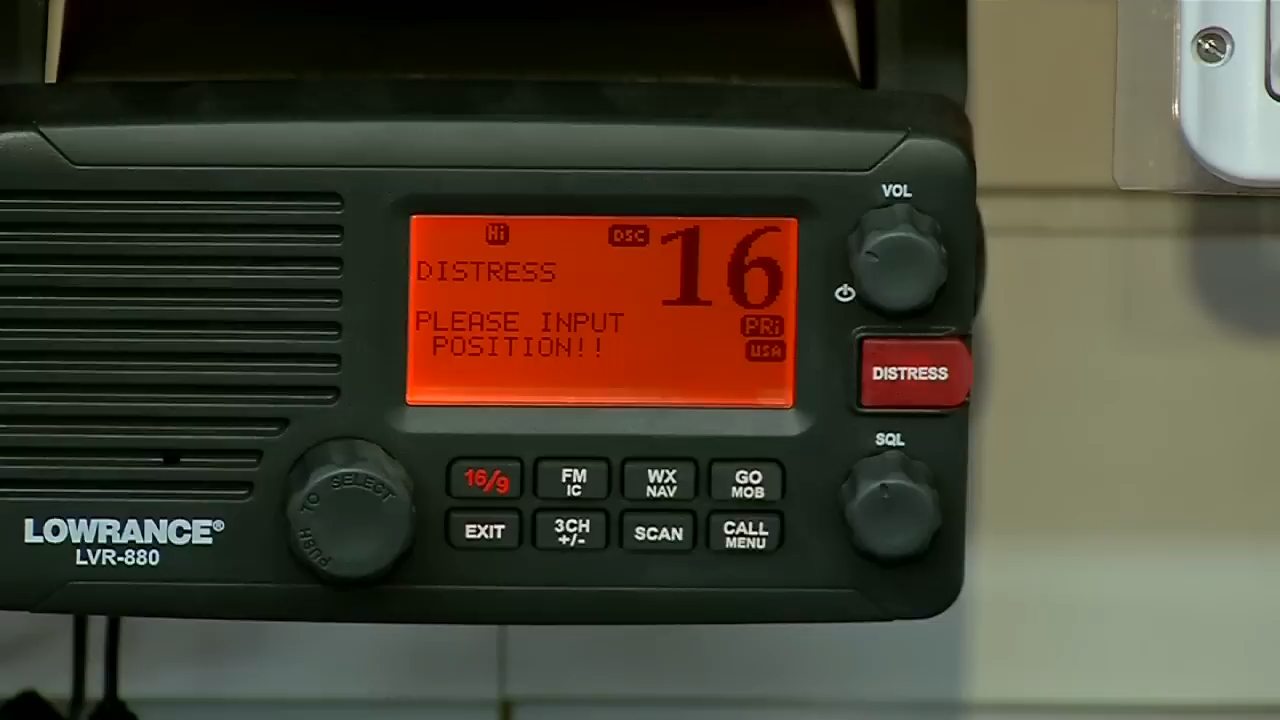 VOL
Hi DSC 16
DISTRESS
PLEASE INPUT PRi
POSITION!! USA
DISTRESS
SQL
PUSH TO SELECT
16/9 FM IC WX NAV GO MOB
EXIT 3CH +/- SCAN CALL MENU
LOWRANCE®
LVR-880